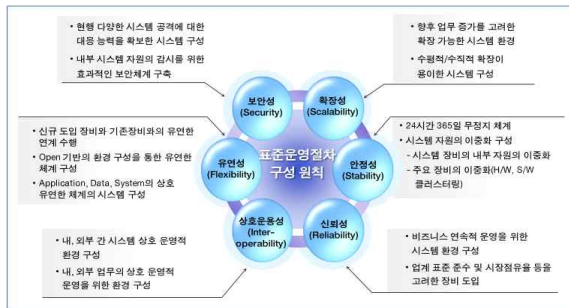 • 현행 다양한 시스템 공격에 대한
대응 능력을 확보한 시스템 구성
• 내부 시스템 자원의 감시를 위한
효과적인 보안체계 구축
• 향후 업무 증가를 고려한
확장 가능한 시스템 환경
• 수평적/수직적 확장이
용이한 시스템 구성
보안성
(Security)
확장성
(Scalability)
• 신규 도입 장비와 기존장비와의 유연한
연계 수행
• Open 기반의 환경 구성을 통한 유연한
체계 구성
• Application, Data, System의 상호
유연한 체계의 시스템 구성
유연성
(Flexibility)
표준운영절차
구성 원칙
안정성
(Stability)
• 24시간 365일 무정지 체계
• 시스템 자원의 이중화 구성
– 시스템 장비의 내부 자원의 이중화
– 주요 장비의 이중화(H/W, S/W
클러스터링)
상호운용성
(Inter-
operability)
신뢰성
(Reliability)
• 내, 외부 간 시스템 상호 운영적
환경 구성
• 내, 외부 업무의 상호 운영적
운영을 위한 환경 구성
• 비즈니스 연속적 운영을 위한
시스템 환경 구성
• 업계 표준 준수 및 시장점유율 등을
고려한 장비 도입